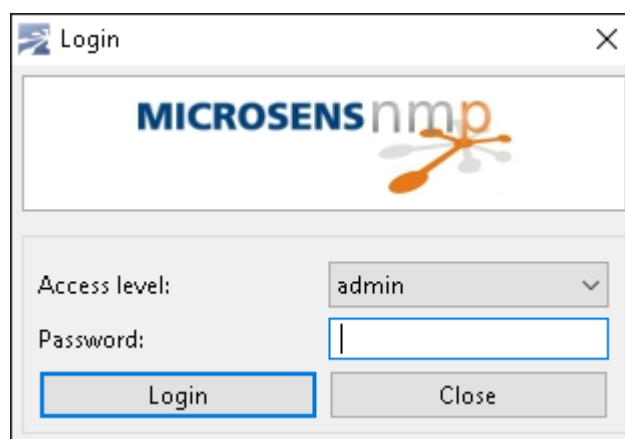 Login
MICROSENS nmp
Access level: admin
Password:
Login Close